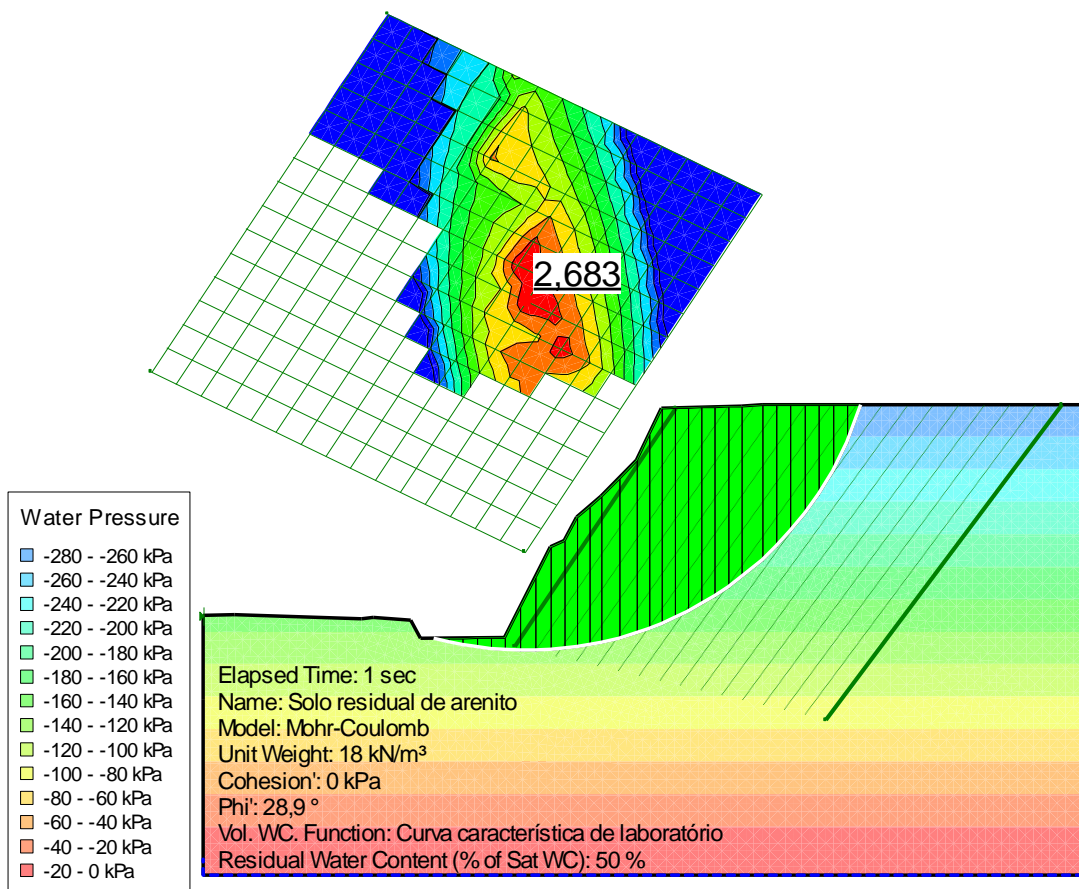 2,683
Water Pressure
-280 - -260 kPa
-260 - -240 kPa
-240 - -220 kPa
-220 - -200 kPa
-200 - -180 kPa
-180 - -160 kPa
-160 - -140 kPa
-140 - -120 kPa
-120 - -100 kPa
-100 - -80 kPa
-80 - -60 kPa
-60 - -40 kPa
-40 - -20 kPa
-20 - 0 kPa
Elapsed Time: 1 sec
Name: Solo residual de arenito
Model: Mohr-Coulomb
Unit Weight: 18 kN/m³
Cohesion': 0 kPa
Phi': 28,9 °
Vol. WC. Function: Curva característica de laboratório
Residual Water Content (% of Sat WC): 50 %